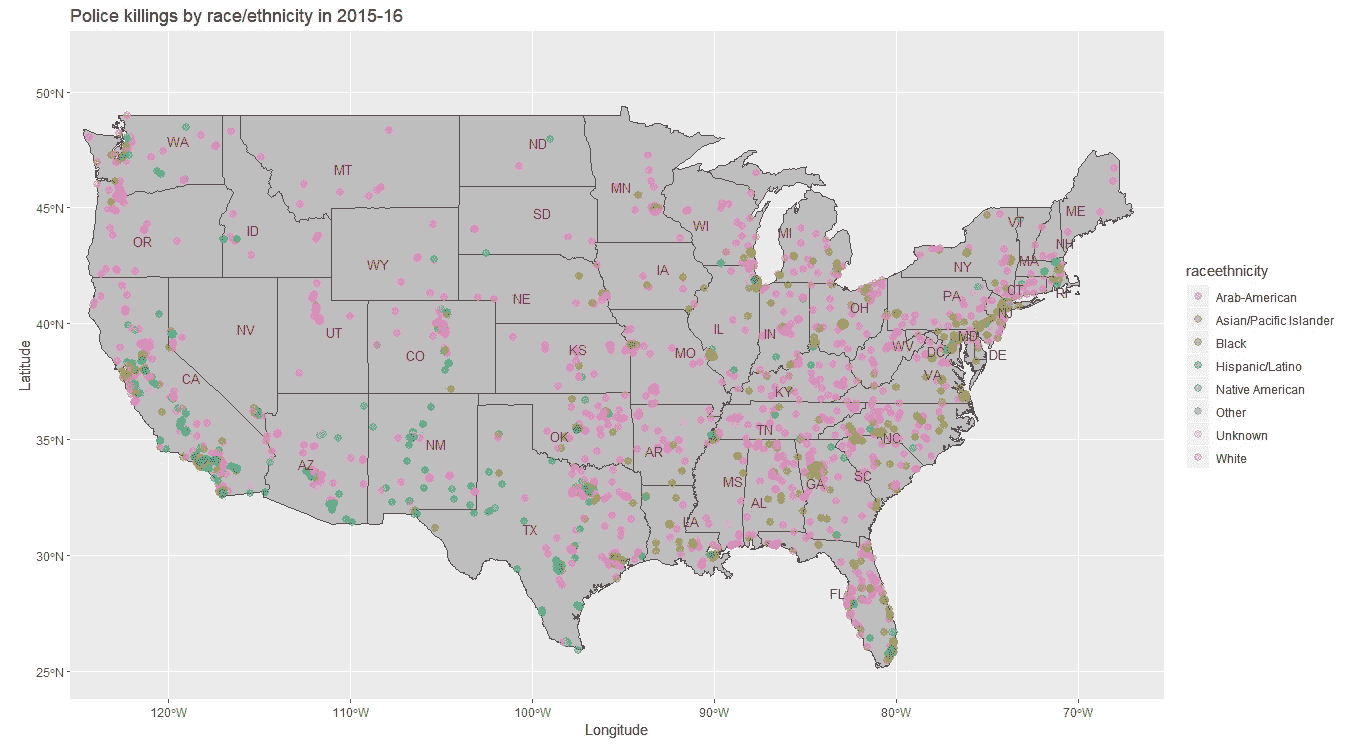 Police killings by race/ethnicity in 2015-16
50°N
45°N
40°N
35°N
30°N
25°N
Latitude
WA
MT
ND
MN
OR
ID
SD
WI
MI
VT
ME
NH
WY
IA
NY
MA
NE
PA
CT
RI
NV
UT
IL
IN
OH
NJ
CA
CO
KS
MO
WV
DC
MD
DE
VA
KY
AZ
NM
OK
AR
TN
NC
MS
AL
GA
SC
TX
LA
FL
120°W
110°W
100°W
90°W
80°W
70°W
Longitude
raceethnicity
Arab-American
Asian/Pacific Islander
Black
Hispanic/Latino
Native American
Other
Unknown
White